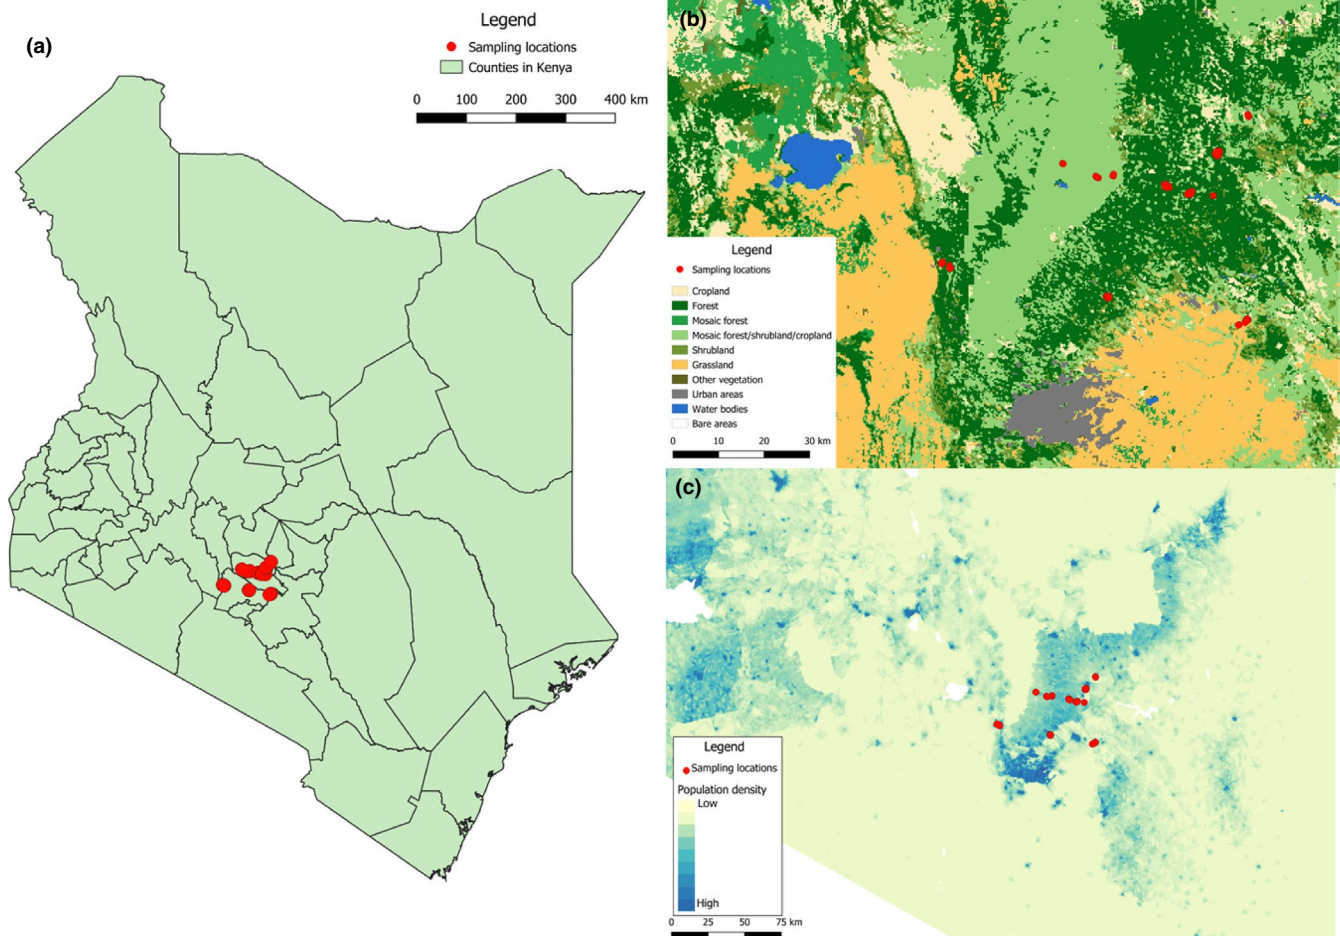 (a)
Legend
Sampling locations
Counties in Kenya
0 100 200 300 400 km
(b)
Legend
Sampling locations
Cropland
Forest
Mosaic forest
Mosaic forest/shrubland/cropland
Shrubland
Grassland
Other vegetation
Urban areas
Water bodies
Bare areas
0 10 20 30 km
(c)
Legend
Sampling locations
Population density
Low
High
0 25 50 75 km